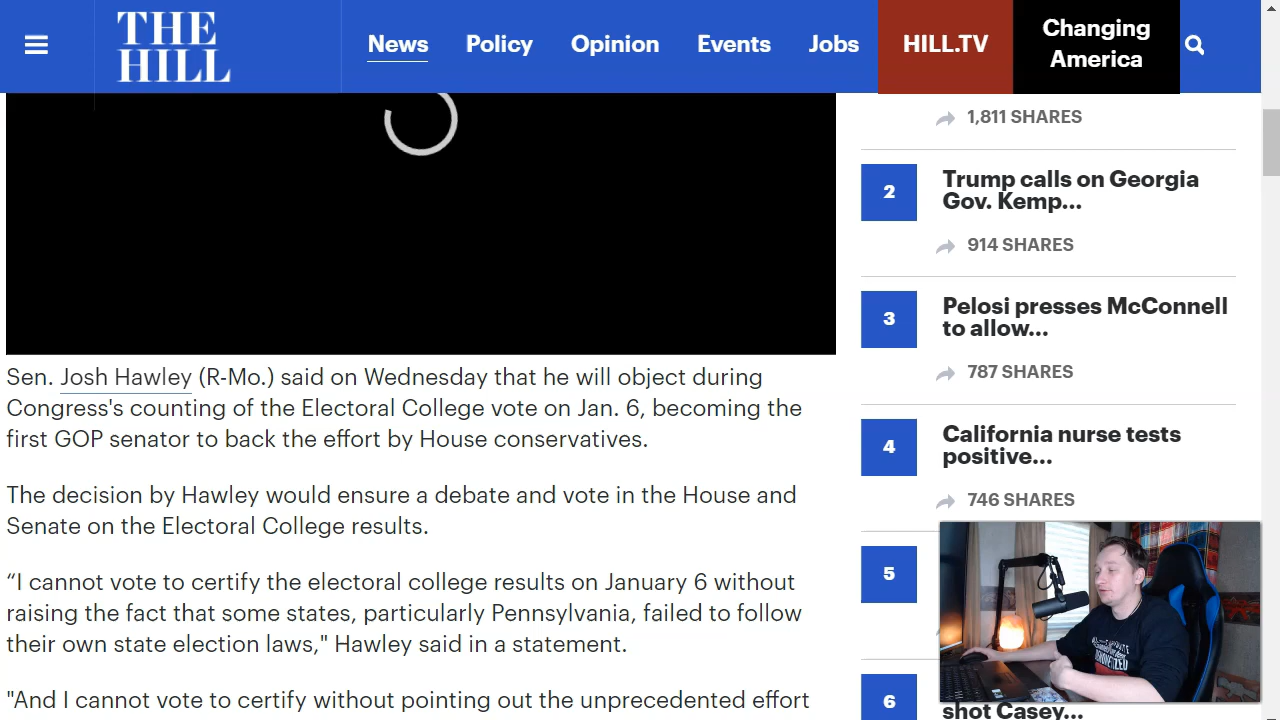 THE
HILL
News
Policy
Opinion
Events
Jobs
HILL.TV
Changing
America
Sen. Josh Hawley (R-Mo.) said on Wednesday that he will object during
Congress's counting of the Electoral College vote on Jan. 6, becoming the
first GOP senator to back the effort by House conservatives.
The decision by Hawley would ensure a debate and vote in the House and
Senate on the Electoral College results.
“I cannot vote to certify the electoral college results on January 6 without
raising the fact that some states, particularly Pennsylvania, failed to follow
their own state election laws," Hawley said in a statement.
"And I cannot vote to certify without pointing out the unprecedented effort
1,811 SHARES
2
Trump calls on Georgia
Gov. Kemp...
914 SHARES
3
Pelosi presses McConnell
to allow...
787 SHARES
4
California nurse tests
positive...
746 SHARES
5
6
shot Casey...